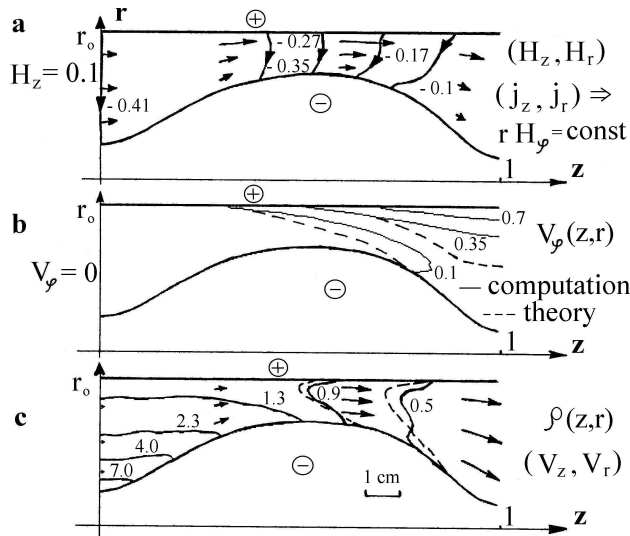 a r ⊕
r₀ - 0.27 - 0.17 (H_z, H_r)
H_z = 0.1 - 0.35 - 0.1
- 0.41 ⊖ (j_z, j_r) ⇒
r H_φ = const
1 z
b r₀ ⊕
0.7
0.35 V_φ(z,r)
V_φ = 0 0.1
⊖ — computation
--- theory
1 z
c r₀ ⊕
1.3 0.9 0.5
2.3 ρ(z,r)
4.0 (V_z, V_r)
7.0 ⊖ 1 cm
1 z